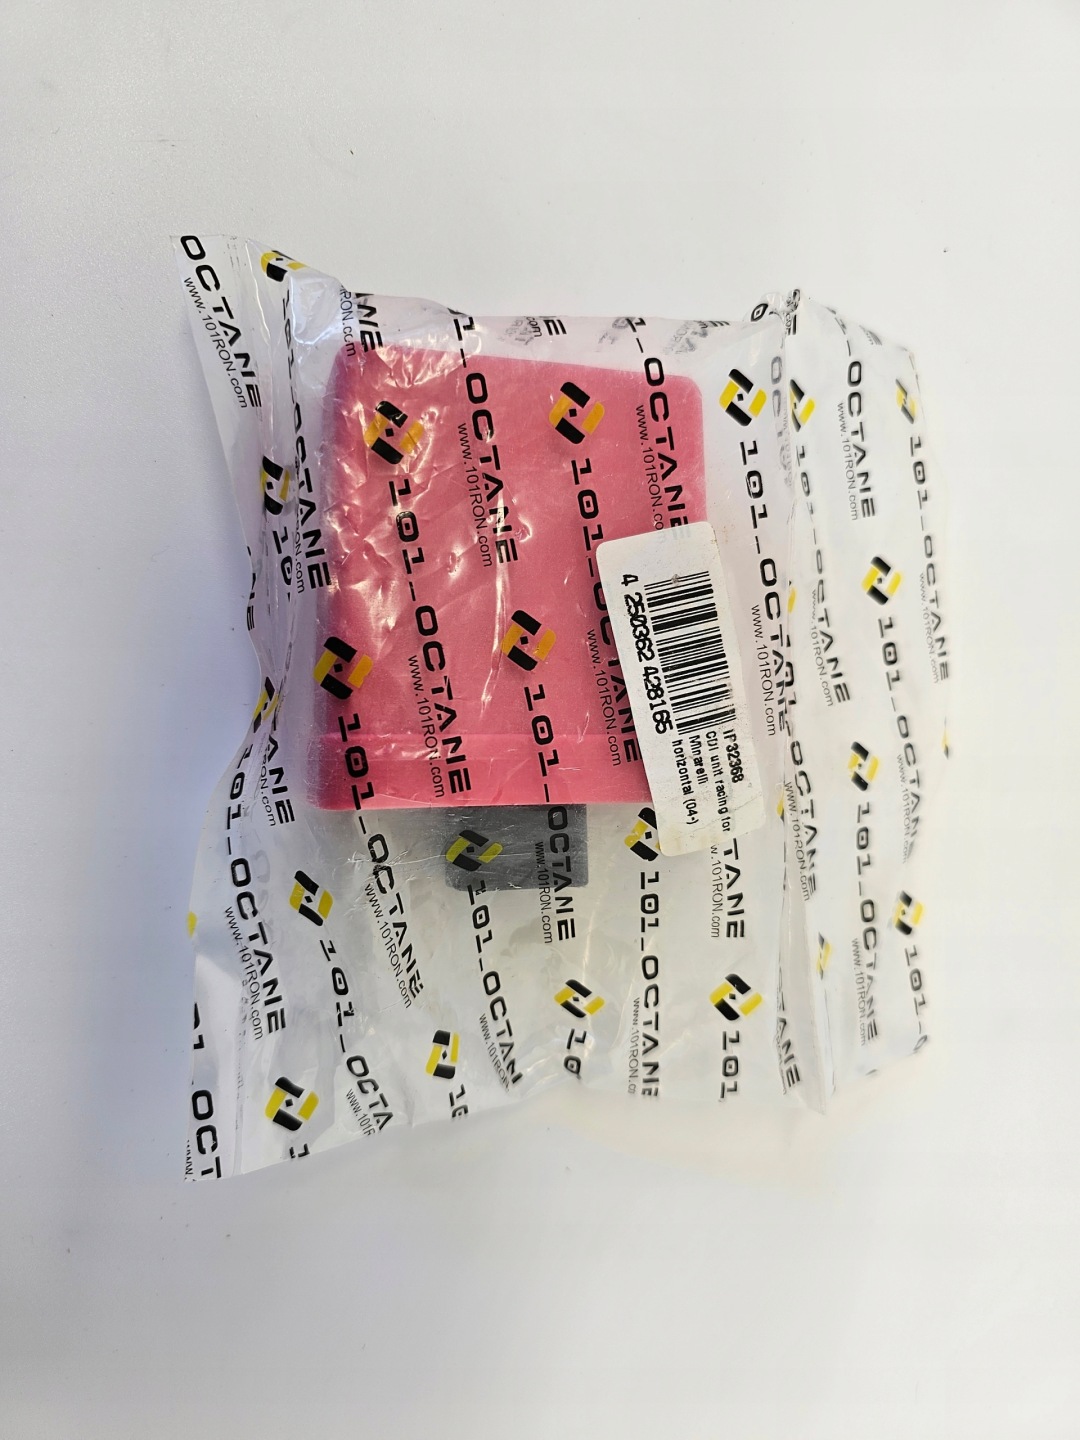 101_OCTANE
www.101RON.com
4 250362 428165
IP32368
CDI unit racing for
Minarelli
horizontal (04-)